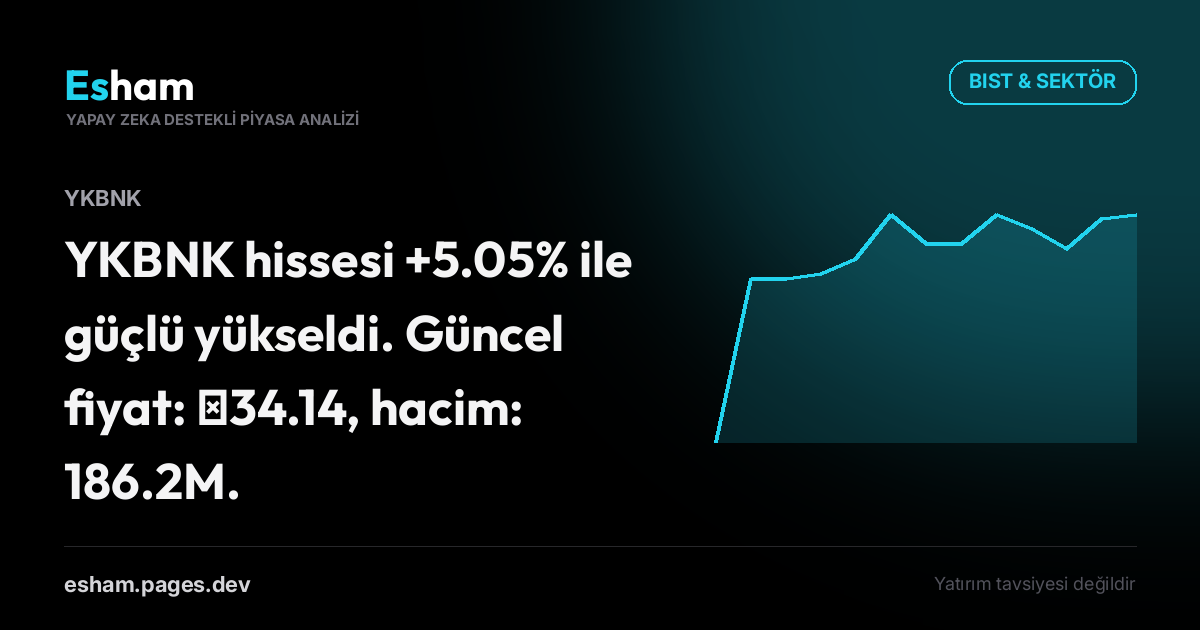 Esham
YAPAY ZEKA DESTEKLİ PİYASA ANALİZİ
BIST & SEKTÖR
YKBNK
YKBNK hissesi +5.05% ile
güçlü yükseldi. Güncel
fiyat: 34.14, hacim:
186.2M.
esham.pages.dev
Yatırım tavsiyesi değildir